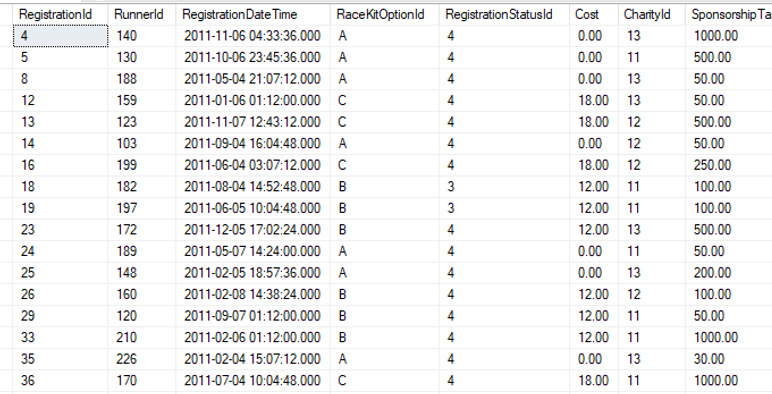 RegistrationId RunnerId RegistrationDateTime RaceKitOptionId RegistrationStatusId Cost CharityId SponsorshipTa
4 140 2011-11-06 04:33:36.000 A 4 0.00 13 1000.00
5 130 2011-10-06 23:45:36.000 A 4 0.00 11 500.00
8 188 2011-05-04 21:07:12.000 A 4 0.00 13 50.00
12 159 2011-01-06 01:12:00.000 C 4 18.00 13 50.00
13 123 2011-11-07 12:43:12.000 C 4 18.00 12 500.00
14 103 2011-09-04 16:04:48.000 A 4 0.00 12 50.00
16 199 2011-06-04 03:07:12.000 C 4 18.00 12 250.00
18 182 2011-08-04 14:52:48.000 B 3 12.00 11 100.00
19 197 2011-06-05 10:04:48.000 B 3 12.00 11 100.00
23 172 2011-12-05 17:02:24.000 B 4 12.00 13 500.00
24 189 2011-05-07 14:24:00.000 A 4 0.00 11 50.00
25 148 2011-02-05 18:57:36.000 A 4 0.00 13 200.00
26 160 2011-02-08 14:38:24.000 B 4 12.00 12 100.00
29 120 2011-09-07 01:12:00.000 B 4 12.00 11 50.00
33 210 2011-02-06 01:12:00.000 B 4 12.00 11 1000.00
35 226 2011-02-04 15:07:12.000 A 4 0.00 13 30.00
36 170 2011-07-04 10:04:48.000 C 4 18.00 11 1000.00